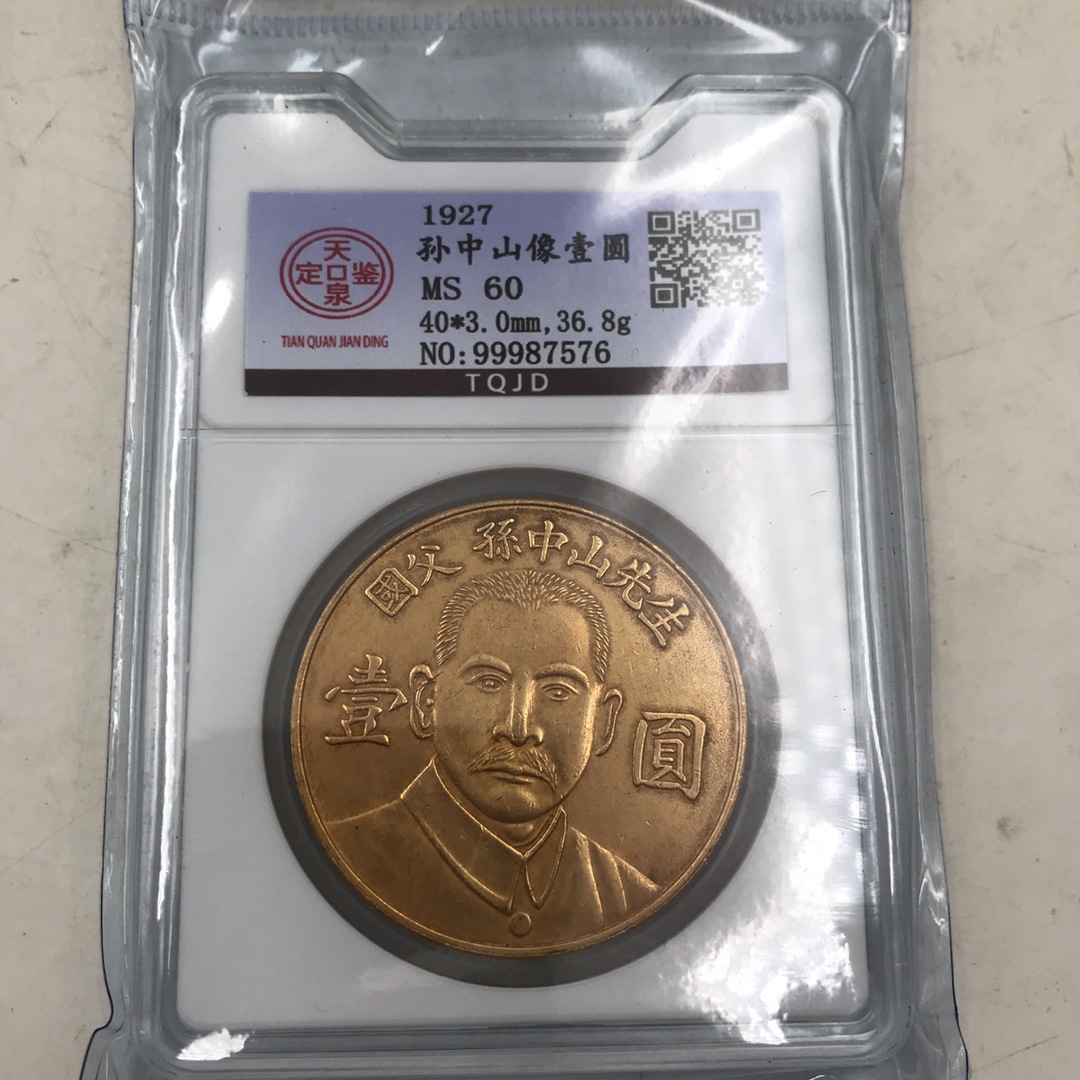 1927
孙中山像壹圆
MS 60
40*3.0mm,36.8g
NO:99987576
天
定口鉴
泉
TIAN QUAN JIAN DING
TQJD
國父 孫中山先生
壹 圓